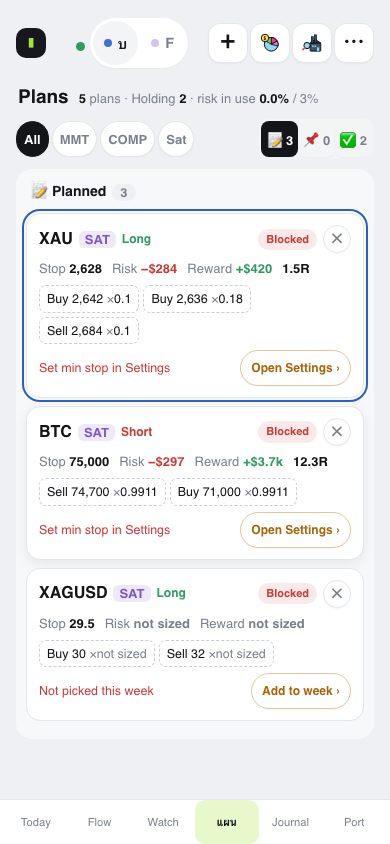 บ F + ...
Plans 5 plans · Holding 2 · risk in use 0.0% / 3%
All MMT COMP Sat 📝 3 📌 0 ✅ 2
📝 Planned 3
XAU SAT Long Blocked ✕
Stop 2,628 Risk −$284 Reward +$420 1.5R
Buy 2,642 ×0.1 Buy 2,636 ×0.18
Sell 2,684 ×0.1
Set min stop in Settings Open Settings ›
BTC SAT Short Blocked ✕
Stop 75,000 Risk −$297 Reward +$3.7k 12.3R
Sell 74,700 ×0.9911 Buy 71,000 ×0.9911
Set min stop in Settings Open Settings ›
XAGUSD SAT Long Blocked ✕
Stop 29.5 Risk not sized Reward not sized
Buy 30 ×not sized Sell 32 ×not sized
Not picked this week Add to week ›
Today Flow Watch แผน Journal Port